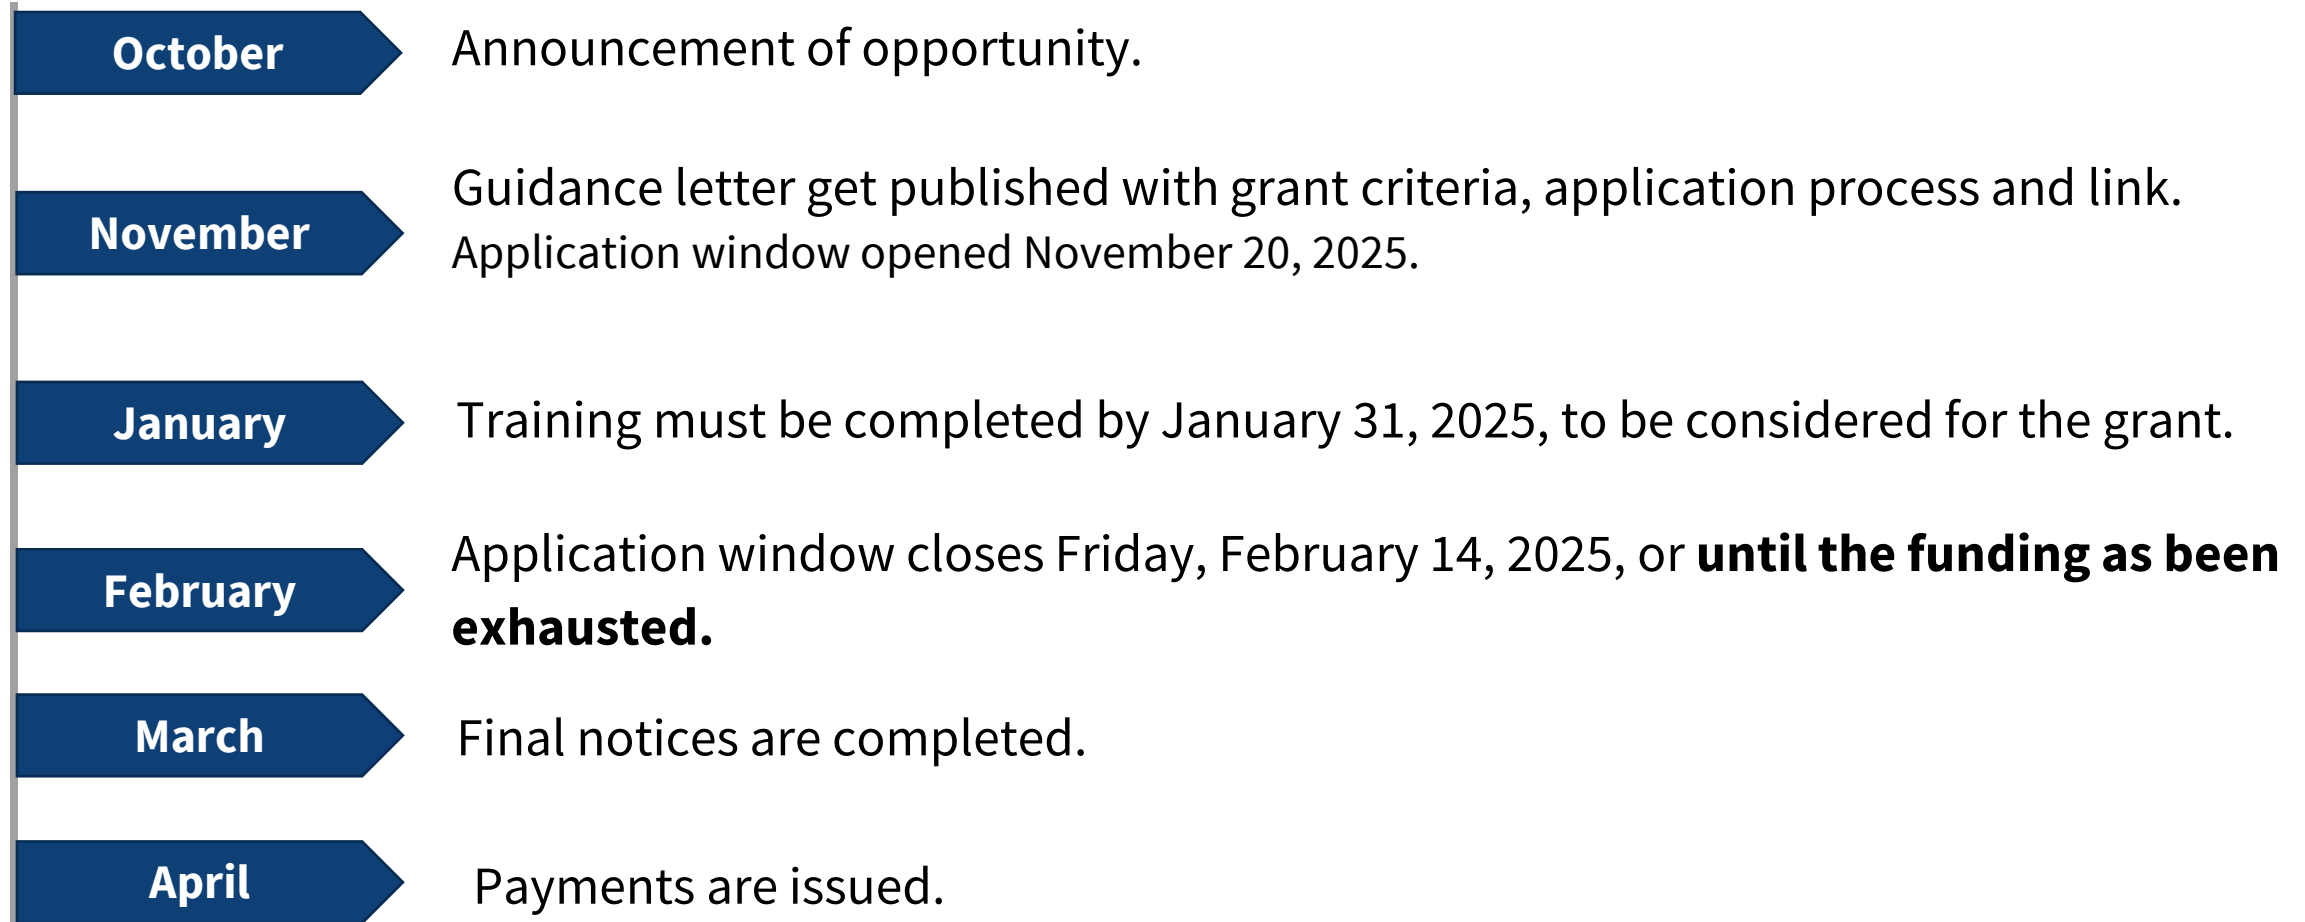 October
Announcement of opportunity.
November
Guidance letter get published with grant criteria, application process and link.
Application window opened November 20, 2025.
January
Training must be completed by January 31, 2025, to be considered for the grant.
February
Application window closes Friday, February 14, 2025, or until the funding as been
exhausted.
March
Final notices are completed.
April
Payments are issued.